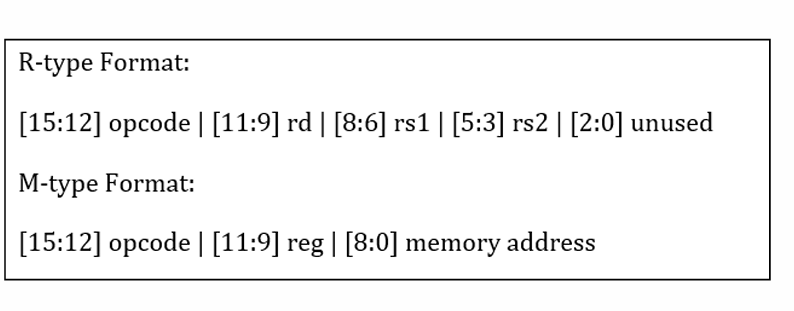 R-type Format:
[15:12] opcode | [11:9] rd | [8:6] rs1 | [5:3] rs2 | [2:0] unused
M-type Format:
[15:12] opcode | [11:9] reg | [8:0] memory address